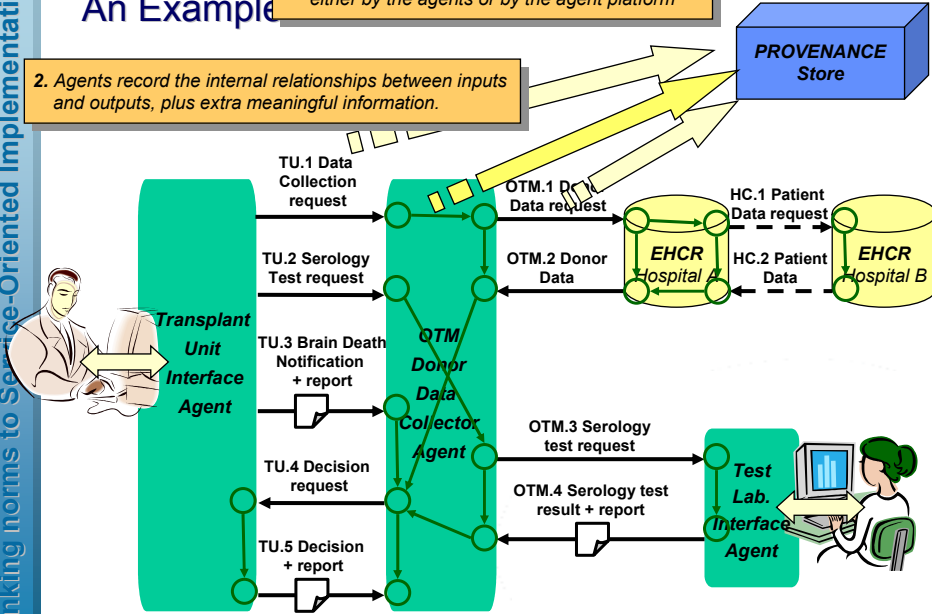 An Example
either by the agents or by the agent platform
PROVENANCE
Store
2. Agents record the internal relationships between inputs
and outputs, plus extra meaningful information.
TU.1 Data
Collection
request
OTM.1 Donor
Data request
HC.1 Patient
Data request
TU.2 Serology
Test request
OTM.2 Donor
Data
EHCR
Hospital A
HC.2 Patient
Data
EHCR
Hospital B
Transplant
Unit
Interface
Agent
TU.3 Brain Death
Notification
+ report
OTM
Donor
Data
Collector
Agent
TU.4 Decision
request
OTM.3 Serology
test request
OTM.4 Serology test
result + report
Test
Lab.
Interface
Agent
TU.5 Decision
+ report
nking norms to Service-Oriented Implementati